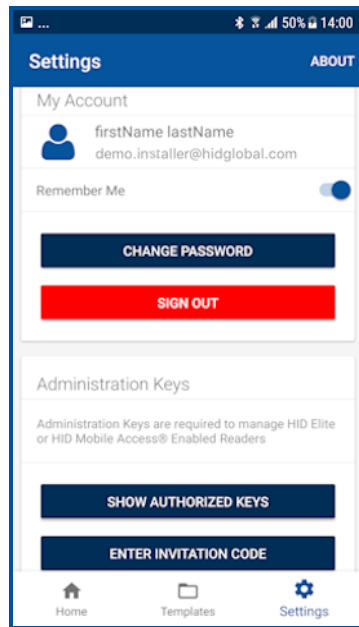 ... 50% 14:00
Settings ABOUT
My Account
firstName lastName
demo.installer@hidglobal.com
Remember Me
CHANGE PASSWORD
SIGN OUT
Administration Keys
Administration Keys are required to manage HID Elite
or HID Mobile Access® Enabled Readers
SHOW AUTHORIZED KEYS
ENTER INVITATION CODE
Home Templates Settings